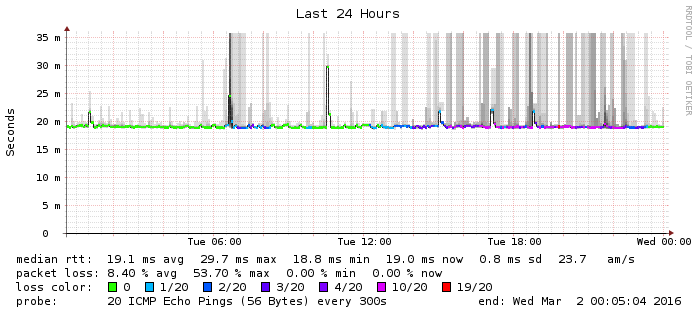 Last 24 Hours
RRDTOOL / TOBI OETIKER
Seconds
35 m
30 m
25 m
20 m
15 m
10 m
5 m
0
Tue 06:00 Tue 12:00 Tue 18:00 Wed 00:00
median rtt: 19.1 ms avg 29.7 ms max 18.8 ms min 19.0 ms now 0.8 ms sd 23.7 am/s
packet loss: 8.40 % avg 53.70 % max 0.00 % min 0.00 % now
loss color: 0 1/20 2/20 3/20 4/20 10/20 19/20
probe: 20 ICMP Echo Pings (56 Bytes) every 300s end: Wed Mar 2 00:05:04 2016